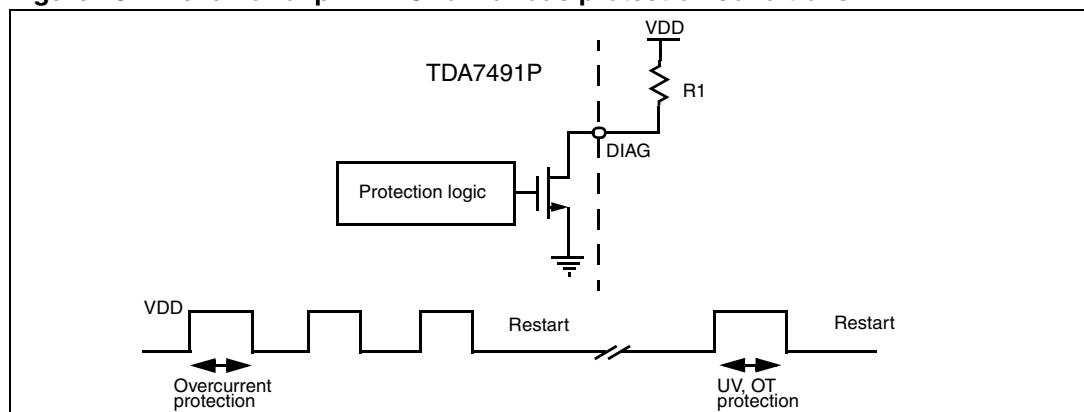 VDD
TDA7491P
R1
DIAG
Protection logic
VDD
Restart
Restart
Overcurrent
protection
UV, OT
protection